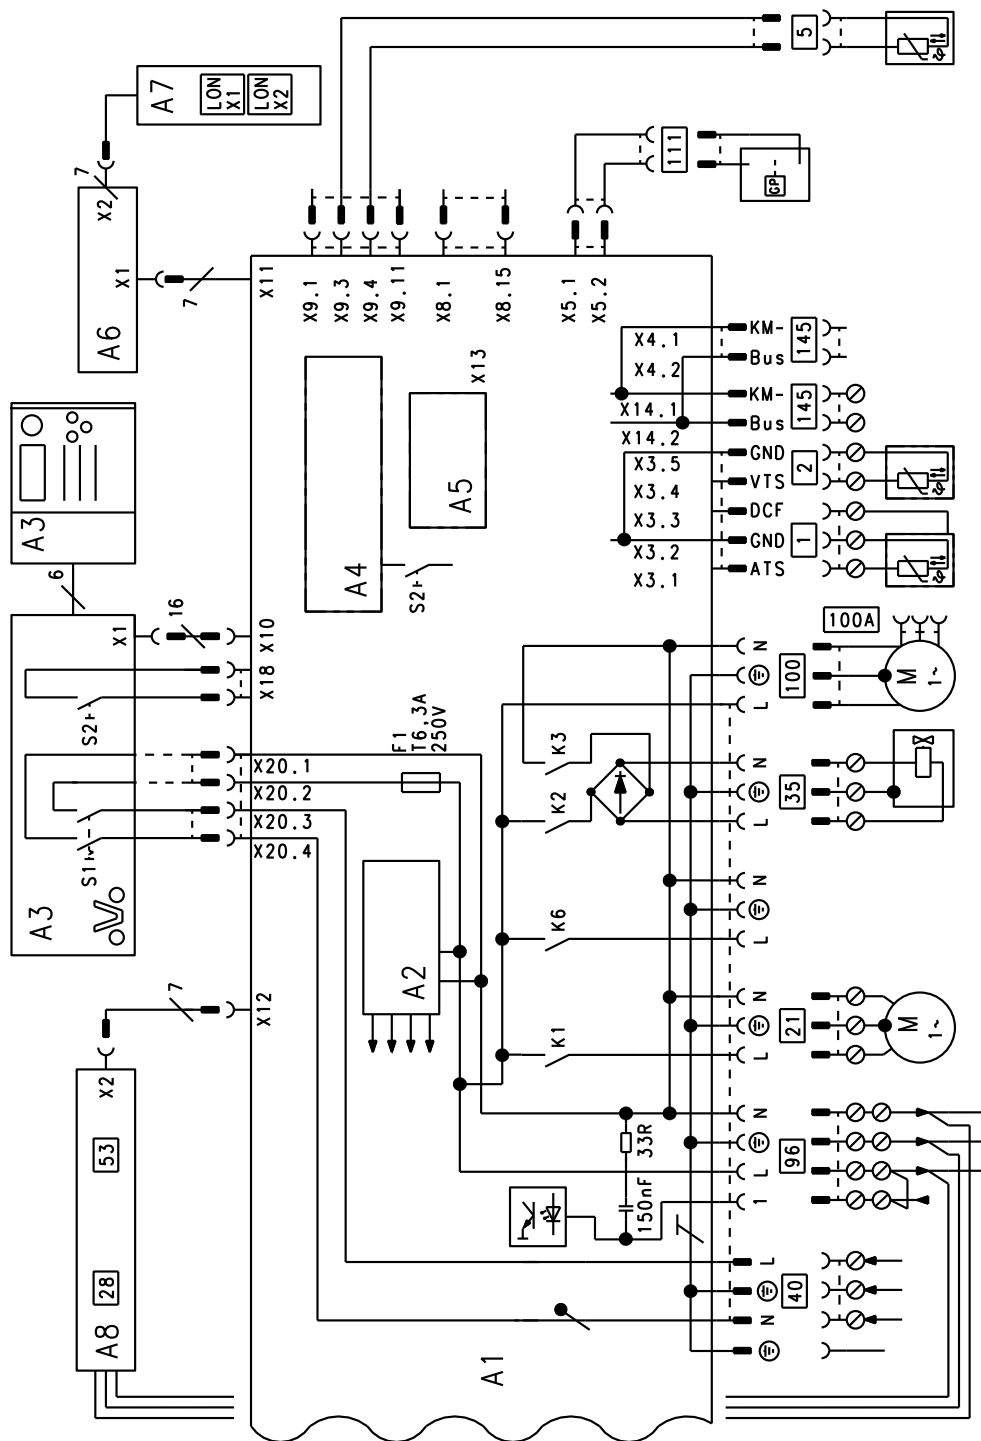 5
A7
LON
X1
LON
X2
7
X2
X1
A6
7
X11
X9.1
X9.3
X9.4
X9.11
X8.1
X8.15
X5.1
X5.2
111
GP
A3
6
A3
X1
16
X10
X18
S2
X20.1
X20.2
X20.3
X20.4
S1
A4
S2
A5
X13
X4.1
X4.2
X14.1
X14.2
X3.5
X3.4
X3.3
X3.2
X3.1
KM-
Bus
145
KM-
Bus
145
GND
VTS
2
DCF
GND
ATS
1
F1
T6,3A
250V
K3
K2
K6
K1
A2
N
L
100
100A
M
1~
N
L
35
N
L
N
L
21
M
1~
N
L
1
96
33R
150nF
L
N
40
A1
X12
7
X2
53
28
A8